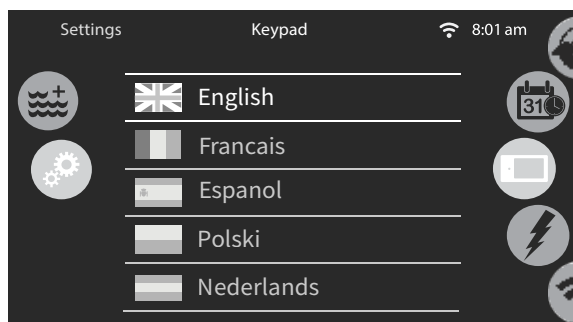 Settings Keypad 8:01 am
English
31
Francais
Espanol
Polski
Nederlands